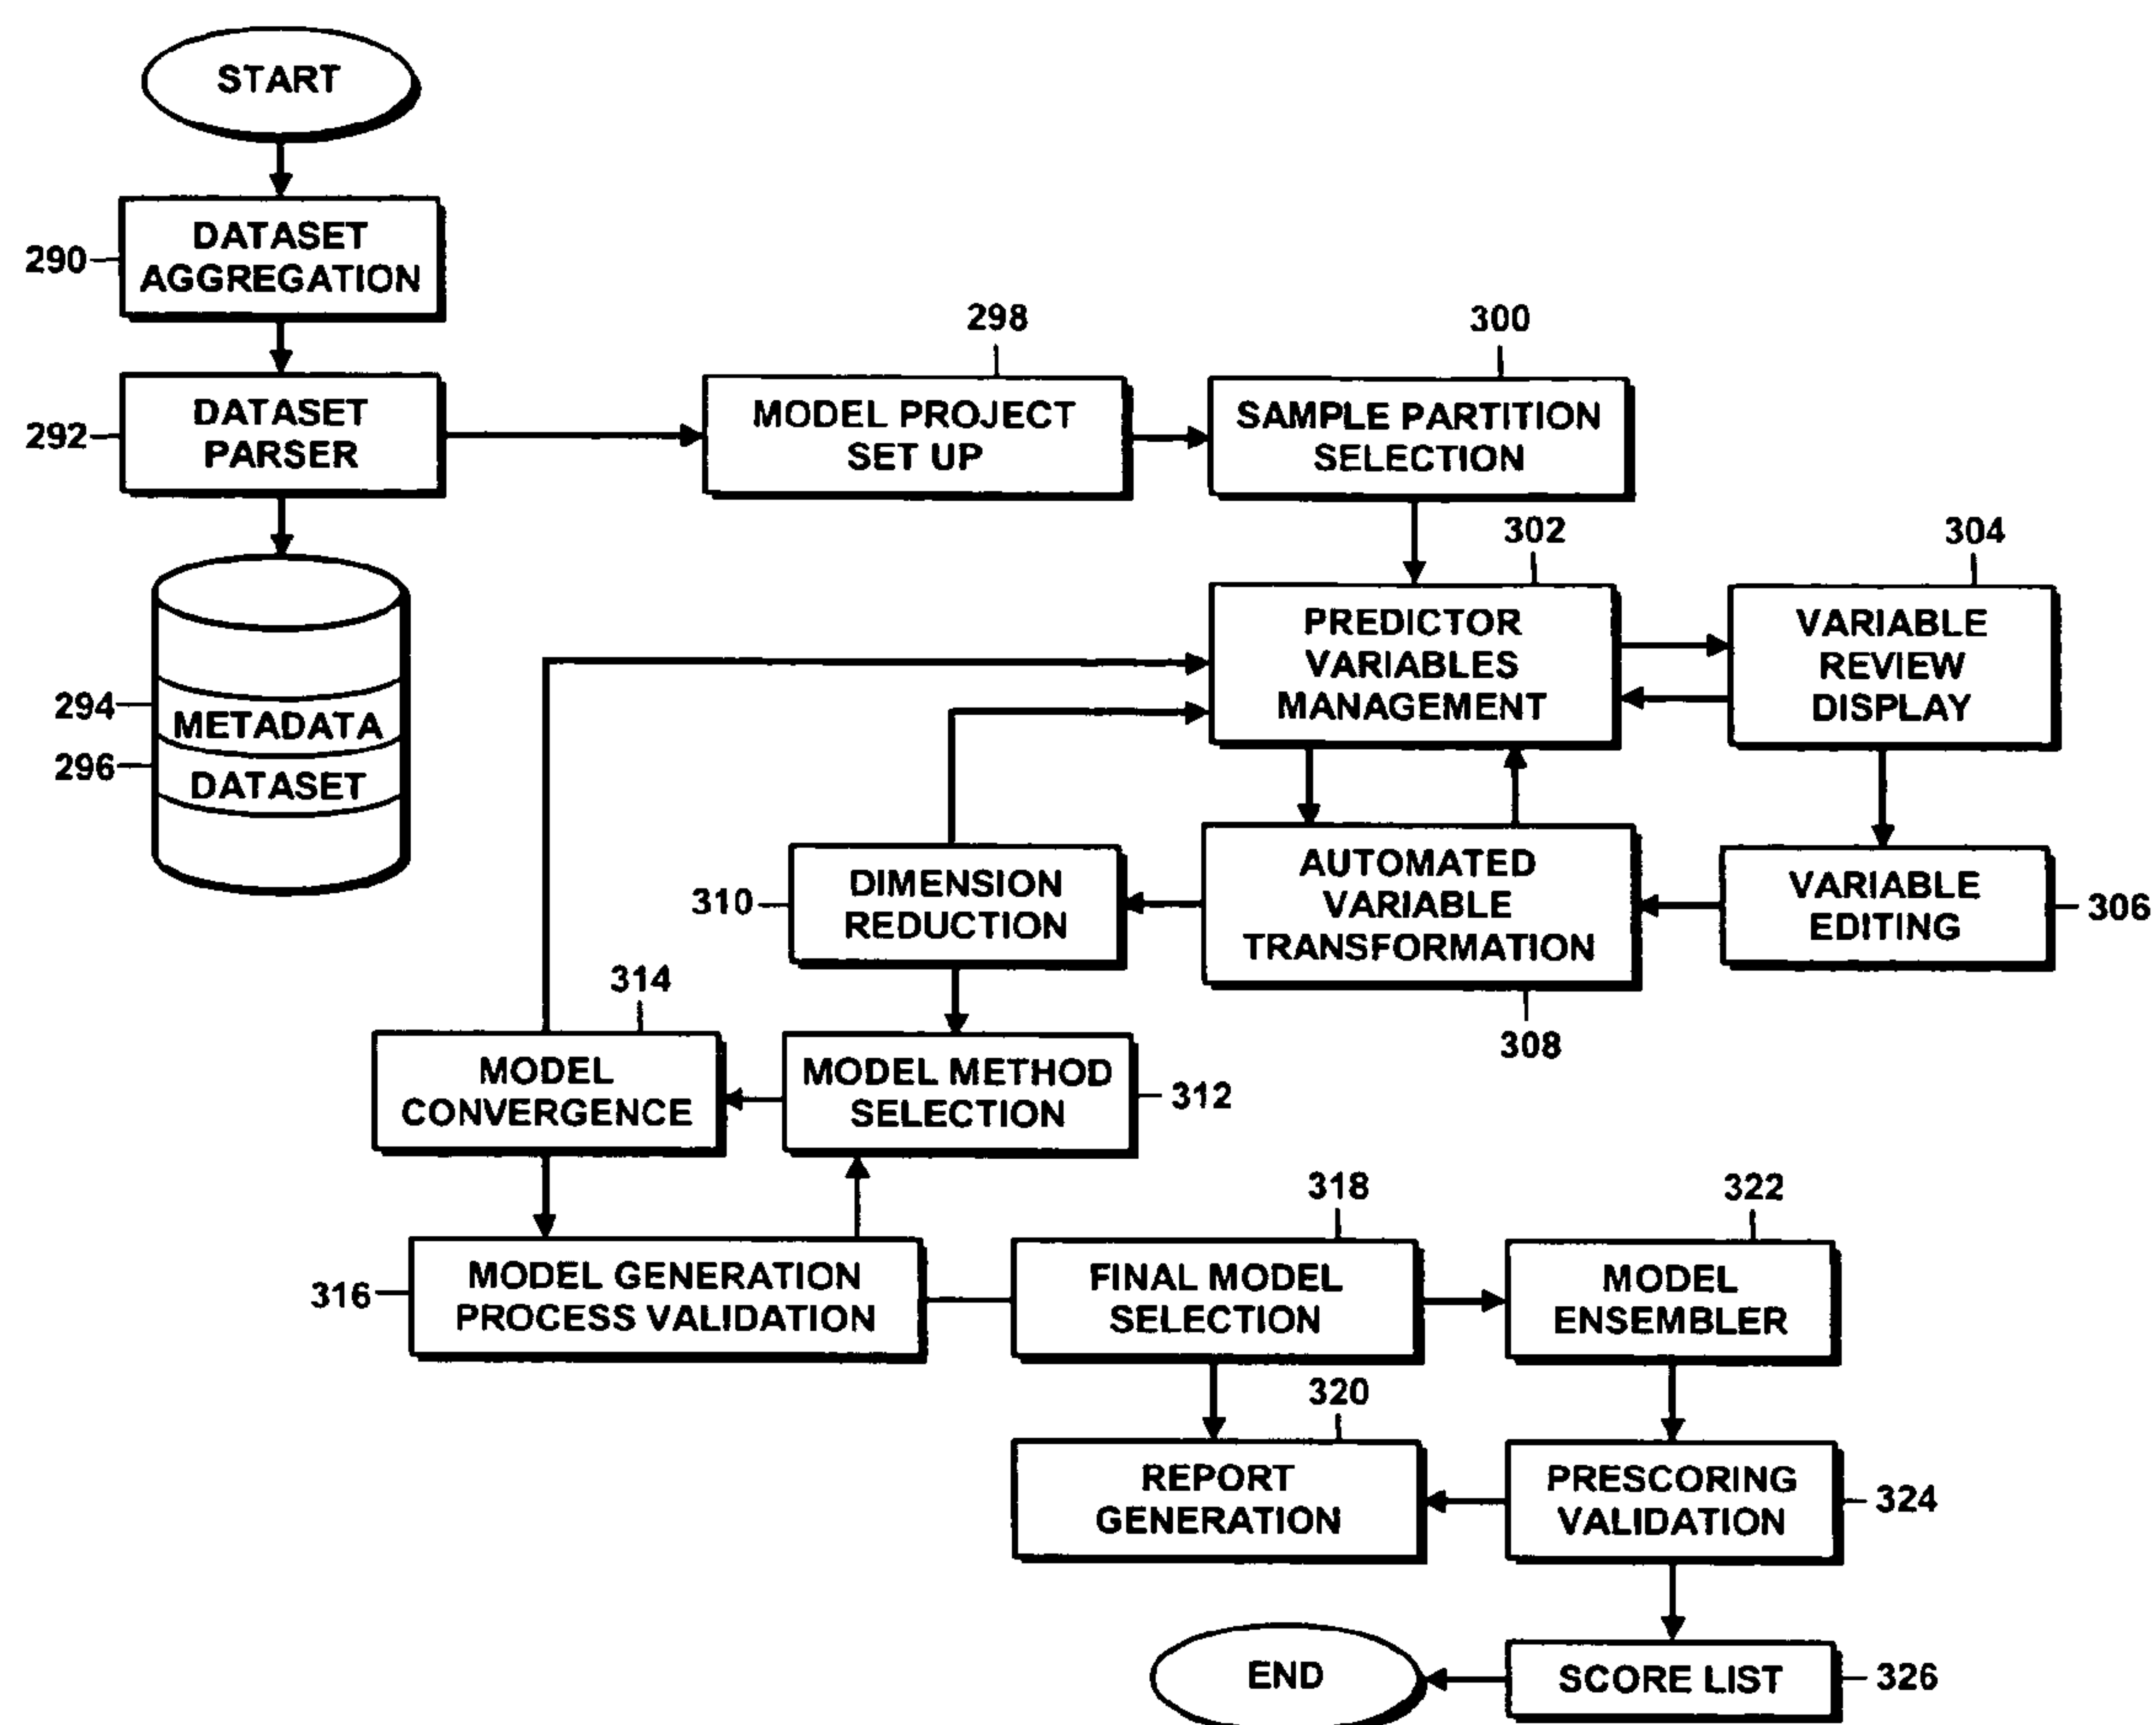 START
290
DATASET
AGGREGATION
298
300
292
DATASET
PARSER
MODEL PROJECT
SET UP
SAMPLE PARTITION
SELECTION
302
304
294
METADATA
296
DATASET
PREDICTOR
VARIABLES
MANAGEMENT
VARIABLE
REVIEW
DISPLAY
310
DIMENSION
REDUCTION
AUTOMATED
VARIABLE
TRANSFORMATION
VARIABLE
EDITING
306
314
308
MODEL
CONVERGENCE
MODEL METHOD
SELECTION
312
318
322
316
MODEL GENERATION
PROCESS VALIDATION
FINAL MODEL
SELECTION
MODEL
ENSEMBLER
320
REPORT
GENERATION
PRESCORING
VALIDATION
324
END
SCORE LIST
326